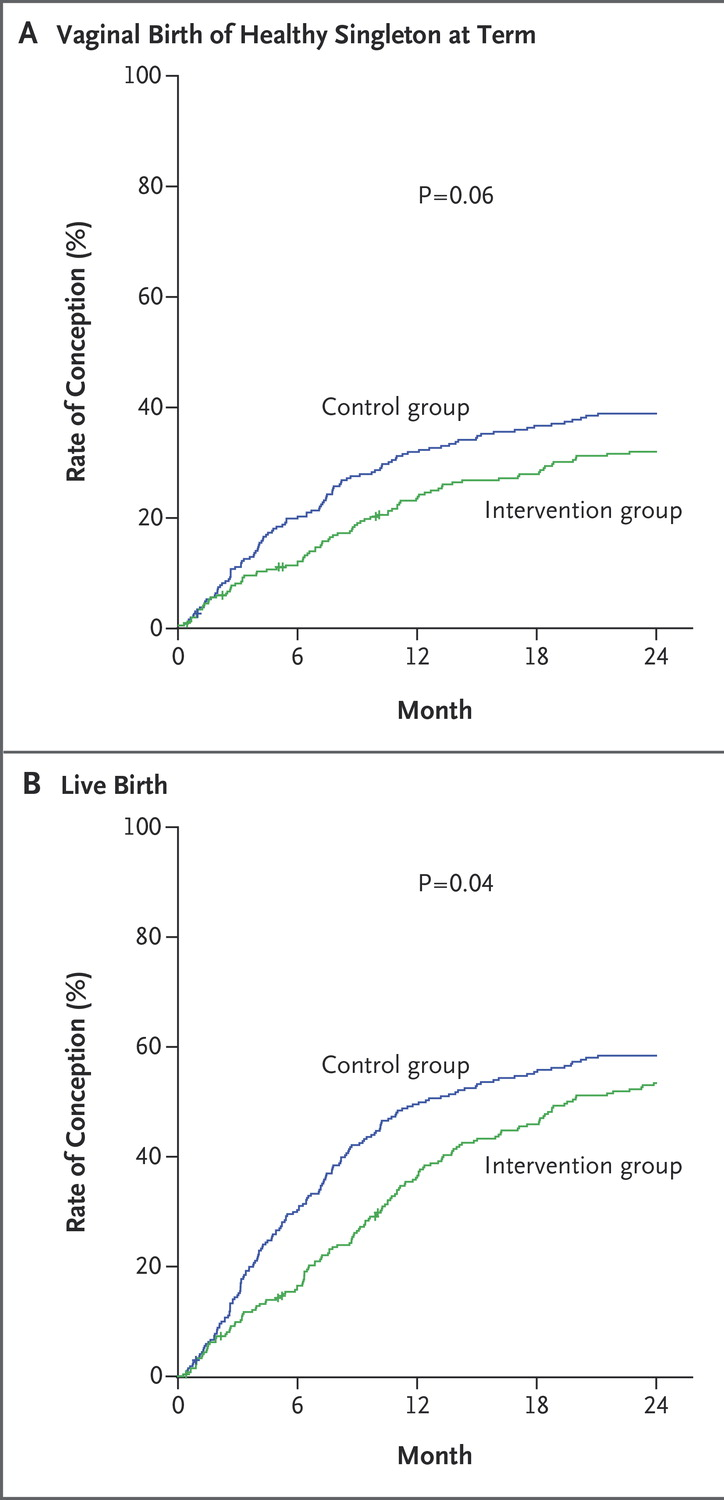 A Vaginal Birth of Healthy Singleton at Term
100
80
60
40
20
0
Rate of Conception (%)
P=0.06
Control group
Intervention group
0 6 12 18 24
Month
B Live Birth
100
80
60
40
20
0
Rate of Conception (%)
P=0.04
Control group
Intervention group
0 6 12 18 24
Month